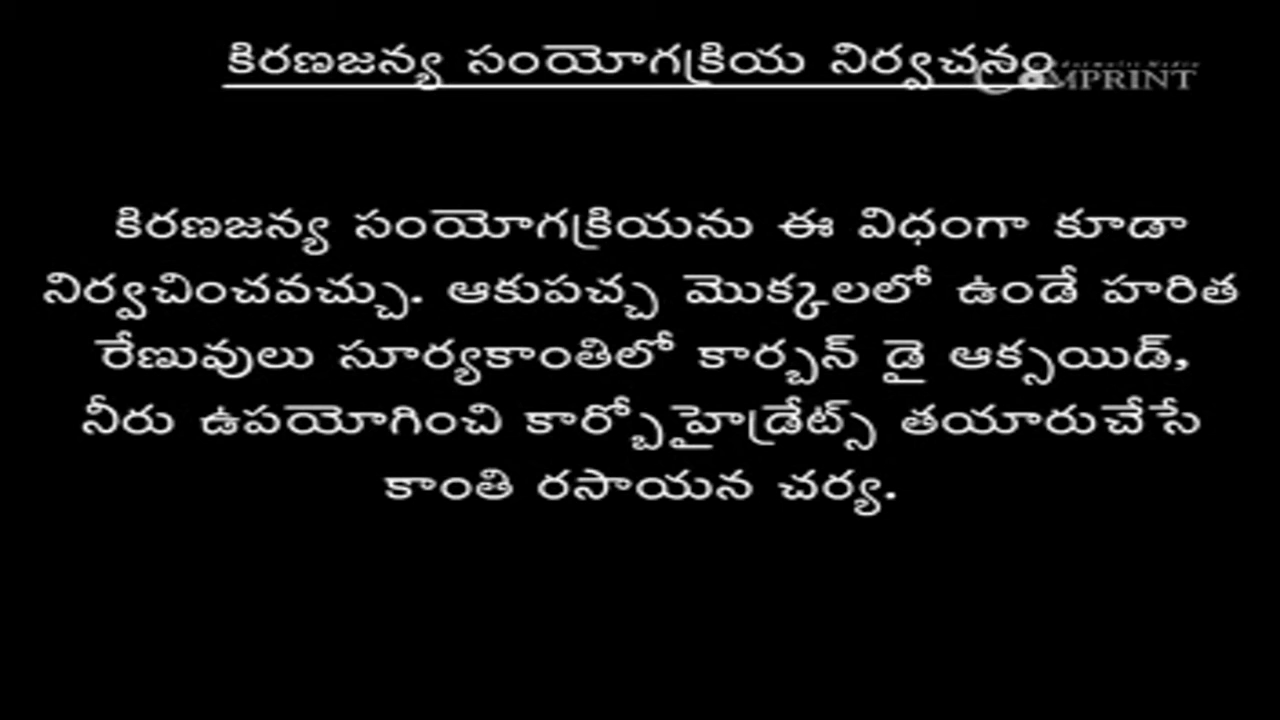 కిరణజన్య సంయోగక్రియ నిర్వచనం
MPRINT
కిరణజన్య సంయోగక్రియను ఈ విధంగా కూడా
నిర్వచించవచ్చు. ఆకుపచ్చ మొక్కలలో ఉండే హరిత
రేణువులు సూర్యకాంతిలో కార్బన్ డై ఆక్సయిడ్,
నీరు ఉపయోగించి కార్బోహైడ్రేట్స్ తయారుచేసే
కాంతి రసాయన చర్య.